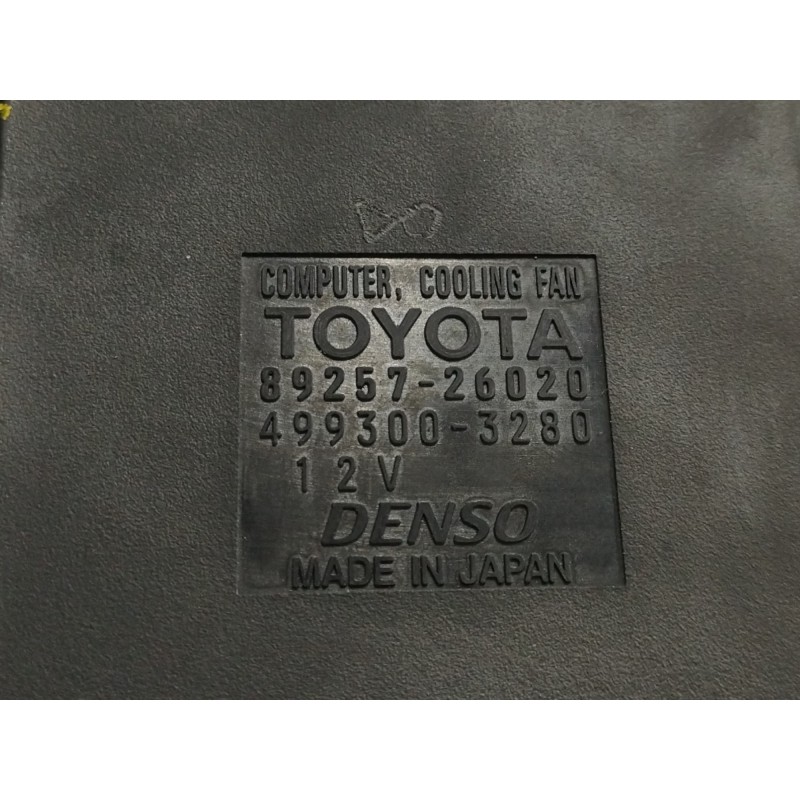 COMPUTER, COOLING FAN
TOYOTA
89257-26020
499300-3280
12V
DENSO
MADE IN JAPAN